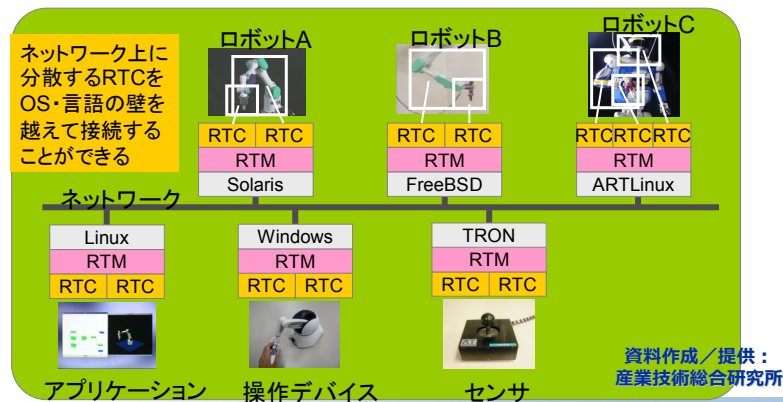 ネットワーク上に
分散するRTCを
OS・言語の壁を
越えて接続する
ことができる
ロボットA
ロボットB
ロボットC
RTC RTC
RTC RTC
RTC RTC RTC
RTM
RTM
RTM
Solaris
FreeBSD
ARTLinux
ネットワーク
Linux
Windows
TRON
RTM
RTM
RTM
RTC RTC
RTC RTC
RTC RTC
アプリケーション
操作デバイス
センサ
資料作成／提供：
産業技術総合研究所